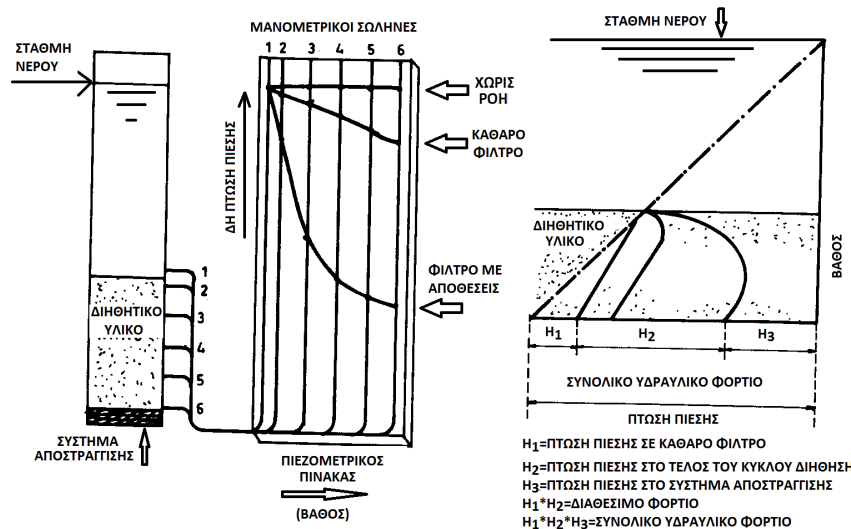 ΣΤΑΘΜΗ
ΝΕΡΟΥ
ΜΑΝΟΜΕΤΡΙΚΟΙ ΣΩΛΗΝΕΣ
1 2 3 4 5 6
ΔΗ ΠΤΩΣΗ ΠΙΕΣΗΣ
ΧΩΡΙΣ
ΡΟΗ
ΚΑΘΑΡΟ
ΦΙΛΤΡΟ
ΦΙΛΤΡΟ ΜΕ
ΑΠΟΘΕΣΕΙΣ
1
2
3
4
5
6
ΔΙΗΘΗΤΙΚΟ
ΥΛΙΚΟ
ΣΥΣΤΗΜΑ
ΑΠΟΣΤΡΑΓΓΙΣΗΣ
ΠΙΕΖΟΜΕΤΡΙΚΟΣ
ΠΙΝΑΚΑΣ
(ΒΑΘΟΣ)
ΣΤΑΘΜΗ ΝΕΡΟΥ
ΔΙΗΘΗΤΙΚΟ
ΥΛΙΚΟ
ΒΑΘΟΣ
H1 H2 H3
ΣΥΝΟΛΙΚΟ ΥΔΡΑΥΛΙΚΟ ΦΟΡΤΙΟ
ΠΤΩΣΗ ΠΙΕΣΗΣ
H1=ΠΤΩΣΗ ΠΙΕΣΗΣ ΣΕ ΚΑΘΑΡΟ ΦΙΛΤΡΟ
H2=ΠΤΩΣΗ ΠΙΕΣΗΣ ΣΤΟ ΤΕΛΟΣ ΤΟΥ ΚΥΚΛΟΥ ΔΙΗΘΗΣΗ
H3=ΠΤΩΣΗ ΠΙΕΣΗΣ ΣΤΟ ΣΥΣΤΗΜΑ ΑΠΟΣΤΡΑΓΓΙΣΗΣ
H1*H2=ΔΙΑΘΕΣΙΜΟ ΦΟΡΤΙΟ
H1*H2*H3=ΣΥΝΟΛΙΚΟ ΥΔΡΑΥΛΙΚΟ ΦΟΡΤΙΟ